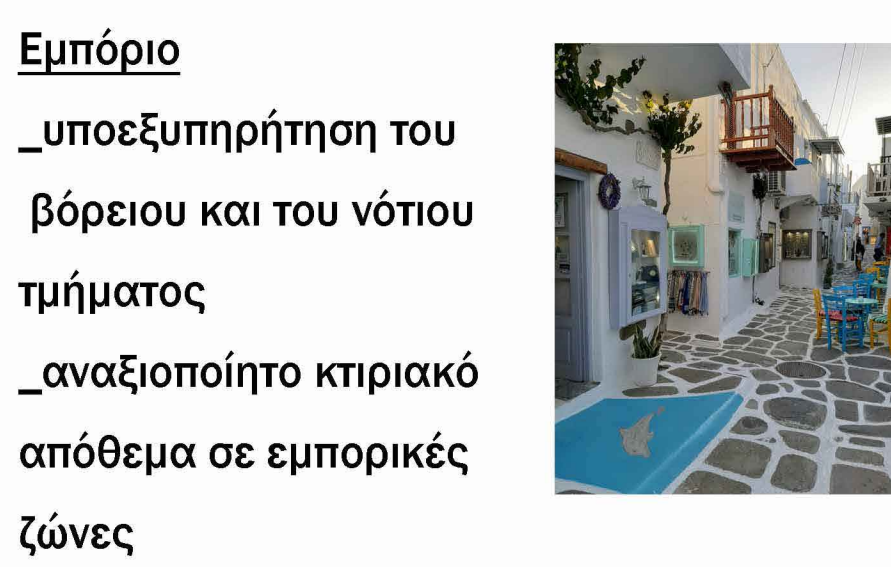 Εμπόριο
_υποεξυπηρήτηση του
βόρειου και του νότιου
τμήματος
_αναξιοποίητο κτιριακό
απόθεμα σε εμπορικές
ζώνες